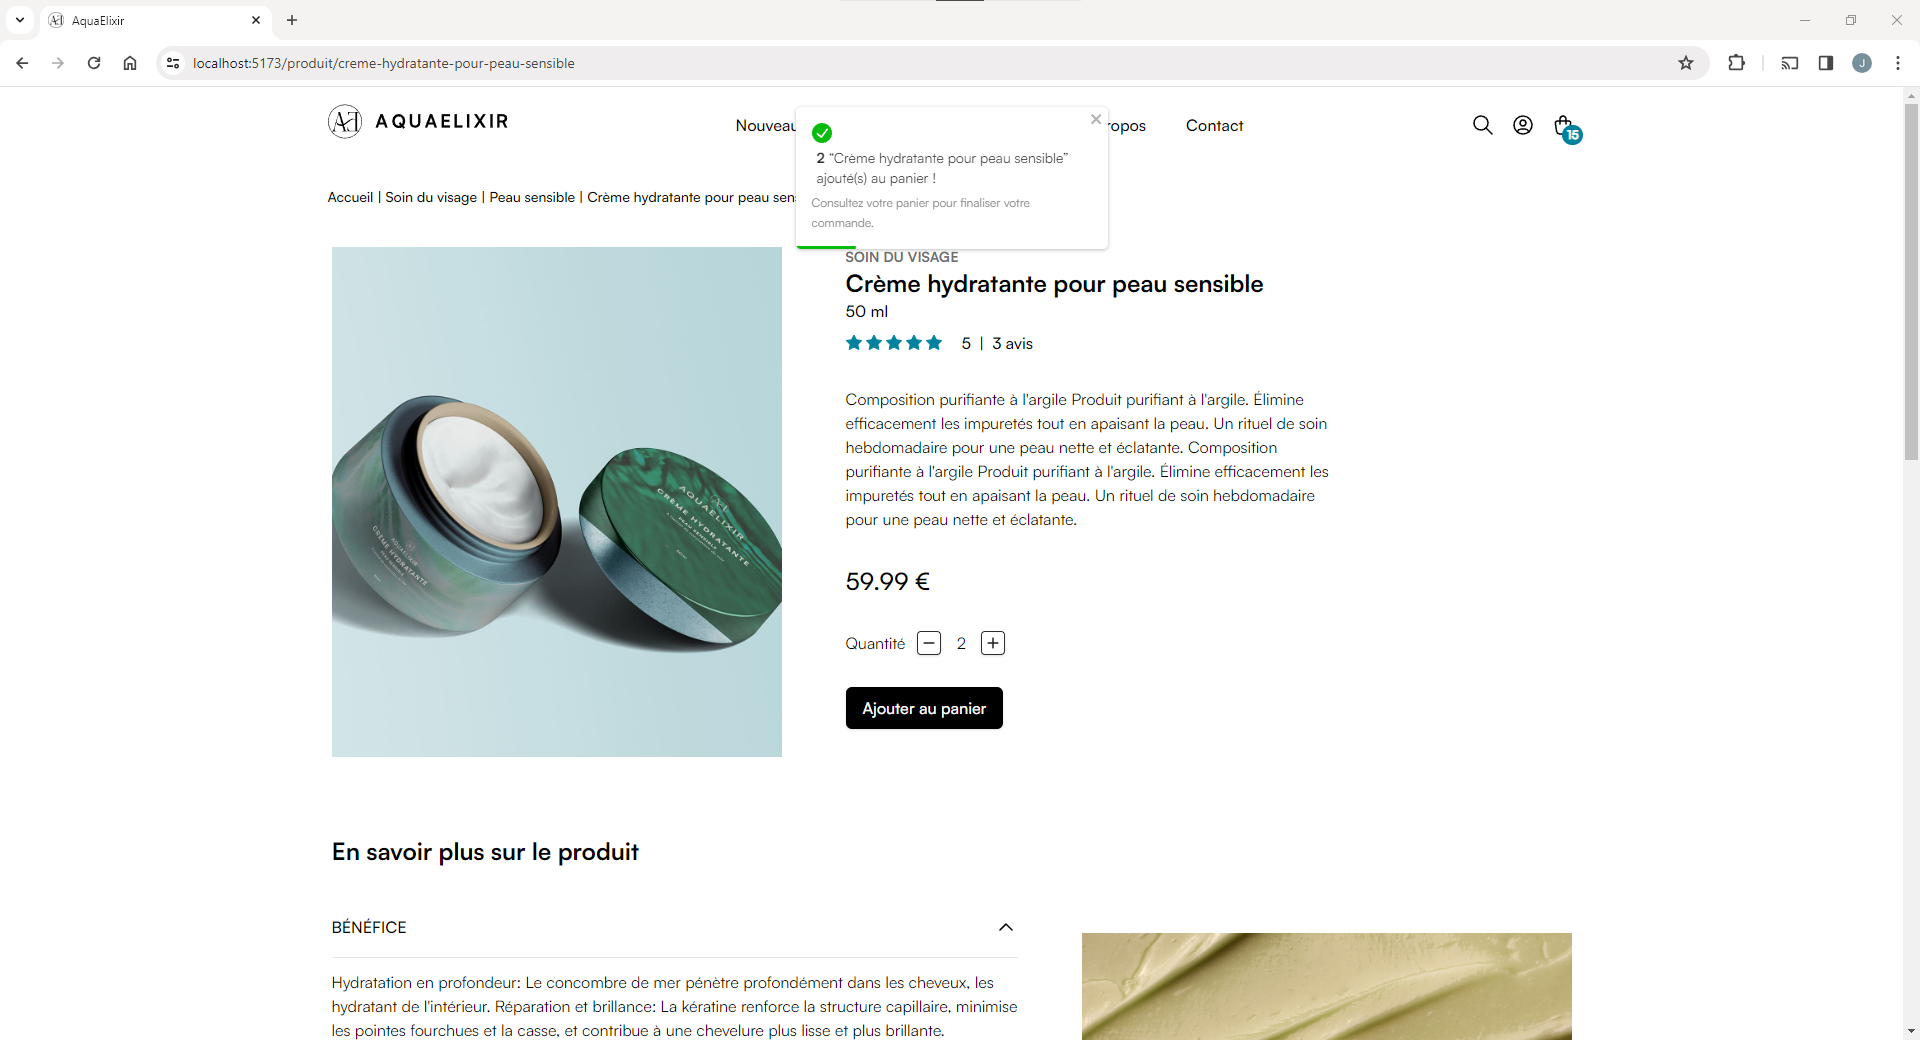 AquaElixir
localhost:5173/produit/creme-hydratante-pour-peau-sensible
J
AE AQUAELIXIR
Nouveau
ropos
Contact
15
2 “Crème hydratante pour peau sensible”
ajouté(s) au panier !
Consultez votre panier pour finaliser votre
commande.
Accueil | Soin du visage | Peau sensible | Crème hydratante pour peau sen
SOIN DU VISAGE
Crème hydratante pour peau sensible
50 ml
5 | 3 avis
Composition purifiante à l'argile Produit purifiant à l'argile. Élimine
efficacement les impuretés tout en apaisant la peau. Un rituel de soin
hebdomadaire pour une peau nette et éclatante. Composition
purifiante à l'argile Produit purifiant à l'argile. Élimine efficacement les
impuretés tout en apaisant la peau. Un rituel de soin hebdomadaire
pour une peau nette et éclatante.
AQUAELIXIR
CRÈME HYDRATANTE
PEAU SENSIBLE
AQUAELIXIR
CRÈME HYDRATANTE
PEAU SENSIBLE
59.99 €
Quantité
2
Ajouter au panier
En savoir plus sur le produit
BÉNÉFICE
Hydratation en profondeur: Le concombre de mer pénètre profondément dans les cheveux, les
hydratant de l'intérieur. Réparation et brillance: La kératine renforce la structure capillaire, minimise
les pointes fourchues et la casse, et contribue à une chevelure plus lisse et plus brillante.